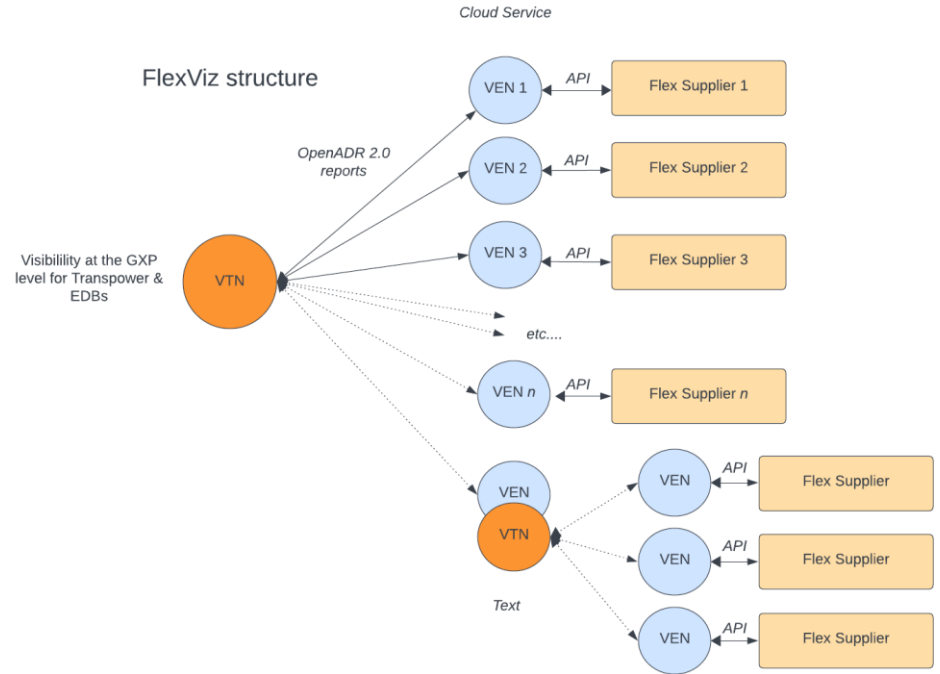 Cloud Service
FlexViz structure
VEN 1
API
Flex Supplier 1
OpenADR 2.0
reports
VEN 2
API
Flex Supplier 2
Visibilility at the GXP
level for Transpower &
EDBs
VTN
VEN 3
API
Flex Supplier 3
etc....
VEN n
API
Flex Supplier n
VEN
VTN
Text
VEN
API
Flex Supplier
VEN
API
Flex Supplier
VEN
API
Flex Supplier